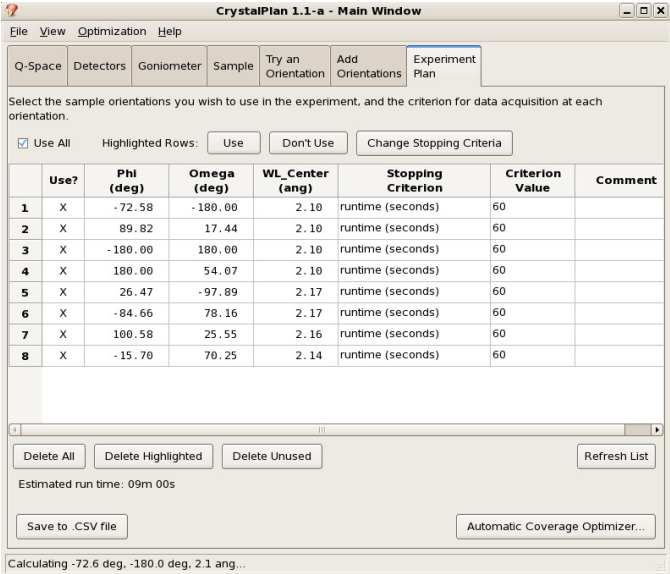 CrystalPlan 1.1-a - Main Window
File View Optimization Help
Q-Space Detectors Goniometer Sample Try an Orientation Add Orientations Experiment Plan
Select the sample orientations you wish to use in the experiment, and the criterion for data acquisition at each
orientation.
Use All Highlighted Rows: Use Don't Use Change Stopping Criteria
Use? Phi (deg) Omega (deg) WL_Center (ang) Stopping Criterion Criterion Value Comment
1 X -72.58 -180.00 2.10 runtime (seconds) 60
2 X 89.82 17.44 2.10 runtime (seconds) 60
3 X -180.00 180.00 2.10 runtime (seconds) 60
4 X 180.00 54.07 2.10 runtime (seconds) 60
5 X 26.47 -97.89 2.17 runtime (seconds) 60
6 X -84.66 78.16 2.17 runtime (seconds) 60
7 X 100.58 25.55 2.16 runtime (seconds) 60
8 X -15.70 70.25 2.14 runtime (seconds) 60
Delete All Delete Highlighted Delete Unused Refresh List
Estimated run time: 09m 00s
Save to .CSV file Automatic Coverage Optimizer...
Calculating -72.6 deg, -180.0 deg, 2.1 ang...